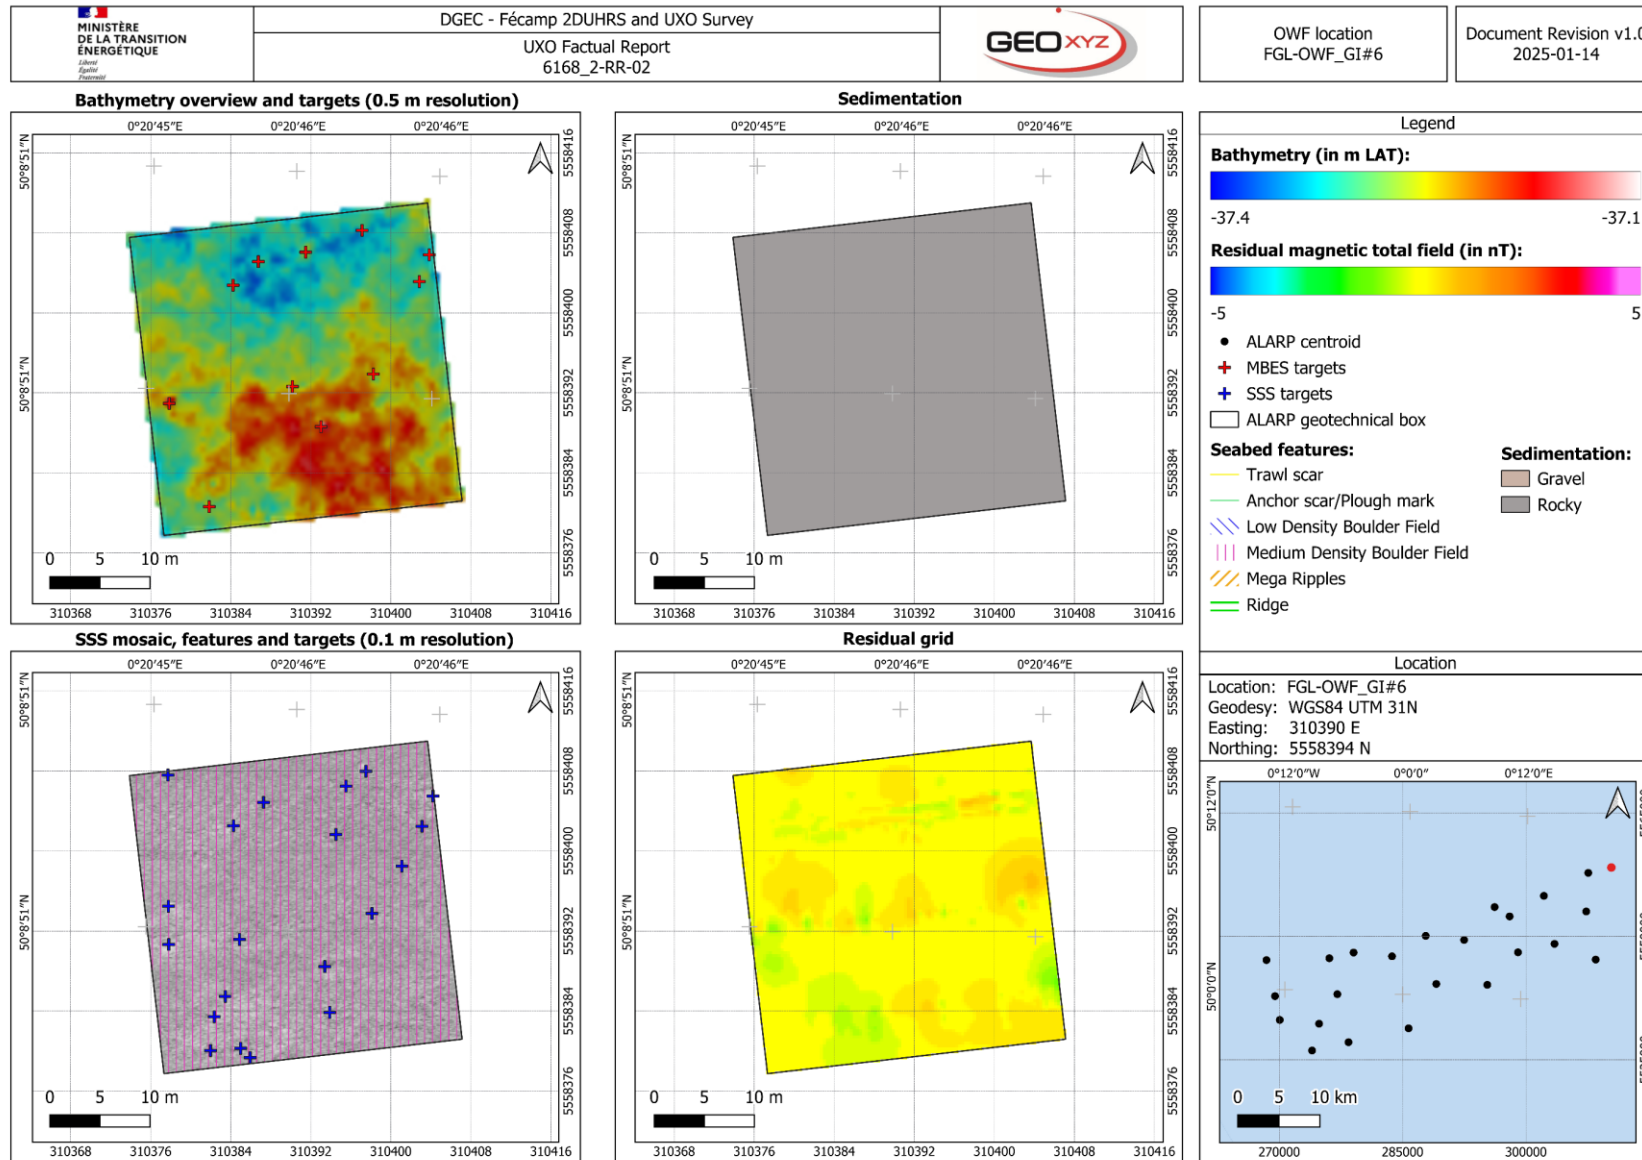 MINISTÈRE
DE LA TRANSITION
ÉNERGÉTIQUE
Liberté
Égalité
Fraternité
DGEC - Fécamp 2DUHRS and UXO Survey
UXO Factual Report
6168_2-RR-02
GEOXYZ
OWF location
FGL-OWF_GI#6
Document Revision v1.0
2025-01-14
Bathymetry overview and targets (0.5 m resolution)
0°20'45"E 0°20'46"E 0°20'46"E
50°8'51"N
50°8'51"N
5558416
5558408
5558400
5558392
5558384
5558376
0 5 10 m
310368 310376 310384 310392 310400 310408 310416
Sedimentation
0°20'45"E 0°20'46"E 0°20'46"E
50°8'51"N
50°8'51"N
5558416
5558408
5558400
5558392
5558384
5558376
0 5 10 m
310368 310376 310384 310392 310400 310408 310416
Legend
Bathymetry (in m LAT):
-37.4 -37.1
Residual magnetic total field (in nT):
-5 5
ALARP centroid
MBES targets
SSS targets
ALARP geotechnical box
Seabed features:
Trawl scar
Anchor scar/Plough mark
Low Density Boulder Field
Medium Density Boulder Field
Mega Ripples
Ridge
Sedimentation:
Gravel
Rocky
SSS mosaic, features and targets (0.1 m resolution)
0°20'45"E 0°20'46"E 0°20'46"E
50°8'51"N
50°8'51"N
5558416
5558408
5558400
5558392
5558384
5558376
0 5 10 m
310368 310376 310384 310392 310400 310408 310416
Residual grid
0°20'45"E 0°20'46"E 0°20'46"E
50°8'51"N
50°8'51"N
5558416
5558408
5558400
5558392
5558384
5558376
0 5 10 m
310368 310376 310384 310392 310400 310408 310416
Location
Location: FGL-OWF_GI#6
Geodesy: WGS84 UTM 31N
Easting: 310390 E
Northing: 5558394 N
0°12'0"W 0°0'0" 0°12'0"E
50°12'0"N
50°0'0"N
0 5 10 km
270000 285000 300000